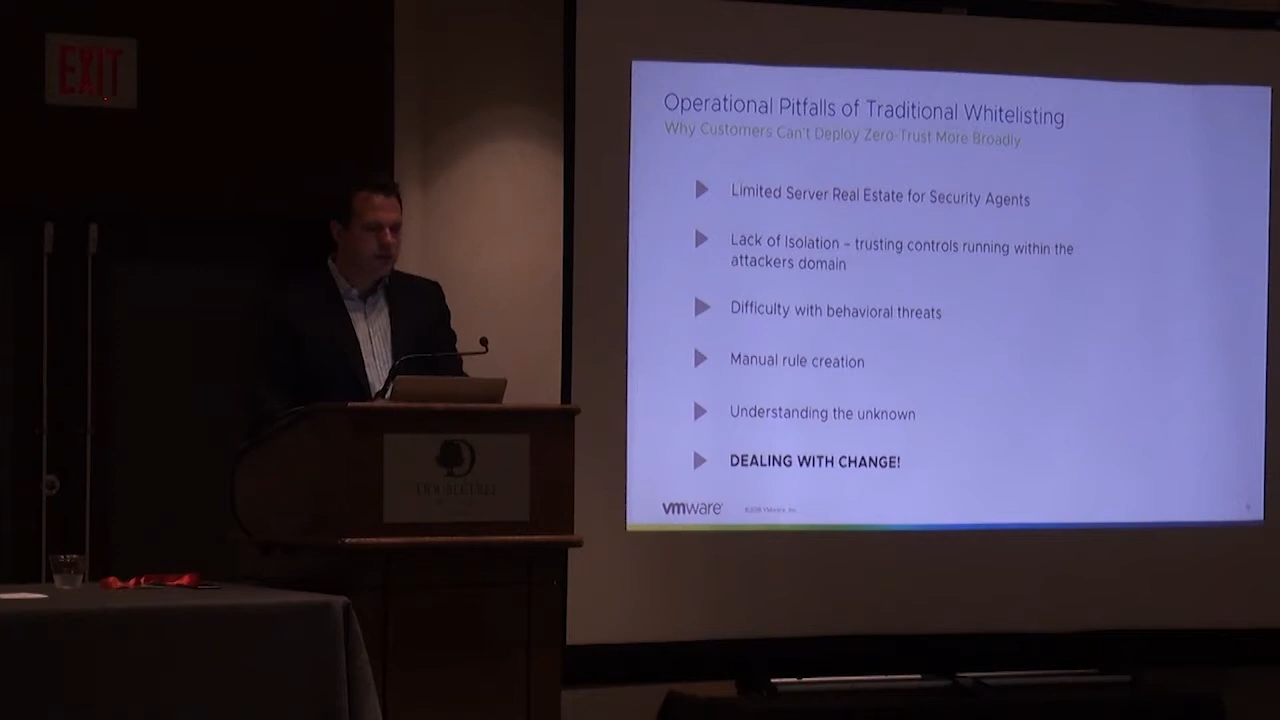 EXIT
Operational Pitfalls of Traditional Whitelisting
Why Customers Can't Deploy Zero-Trust More Broadly
Limited Server Real Estate for Security Agents
Lack of Isolation – trusting controls running within the
attackers domain
Difficulty with behavioral threats
Manual rule creation
Understanding the unknown
DEALING WITH CHANGE!
vmware
DOUBLETREE